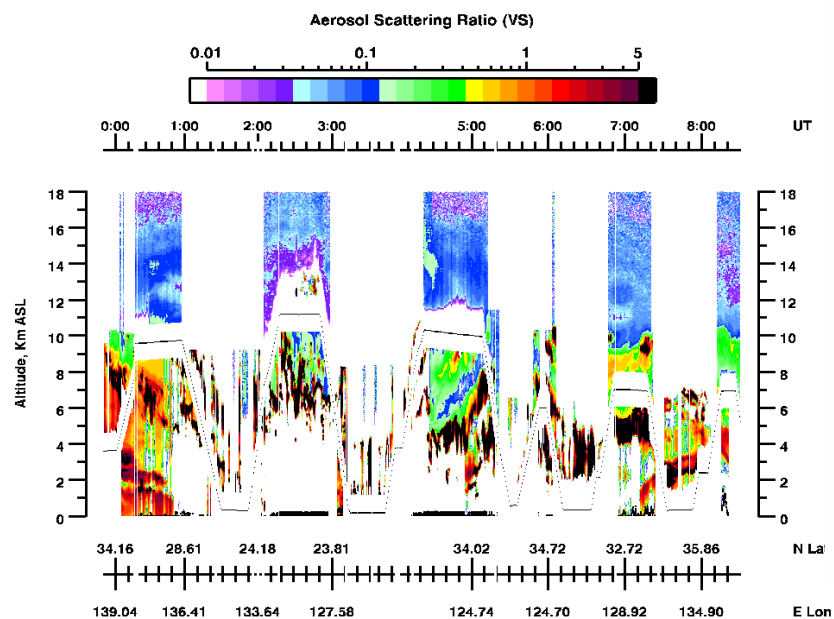 Aerosol Scattering Ratio (VS)
0.01 0.1 1 5
0:00 1:00 2:00 3:00 5:00 6:00 7:00 8:00 UT
18 18
16 16
14 14
12 12
10 10
8 8
6 6
4 4
2 2
0 0
Altitude, Km ASL
34.16 28.61 24.18 23.81 34.02 34.72 32.72 35.86 N Lat
139.04 136.41 133.64 127.58 124.74 124.70 128.92 134.90 E Lon